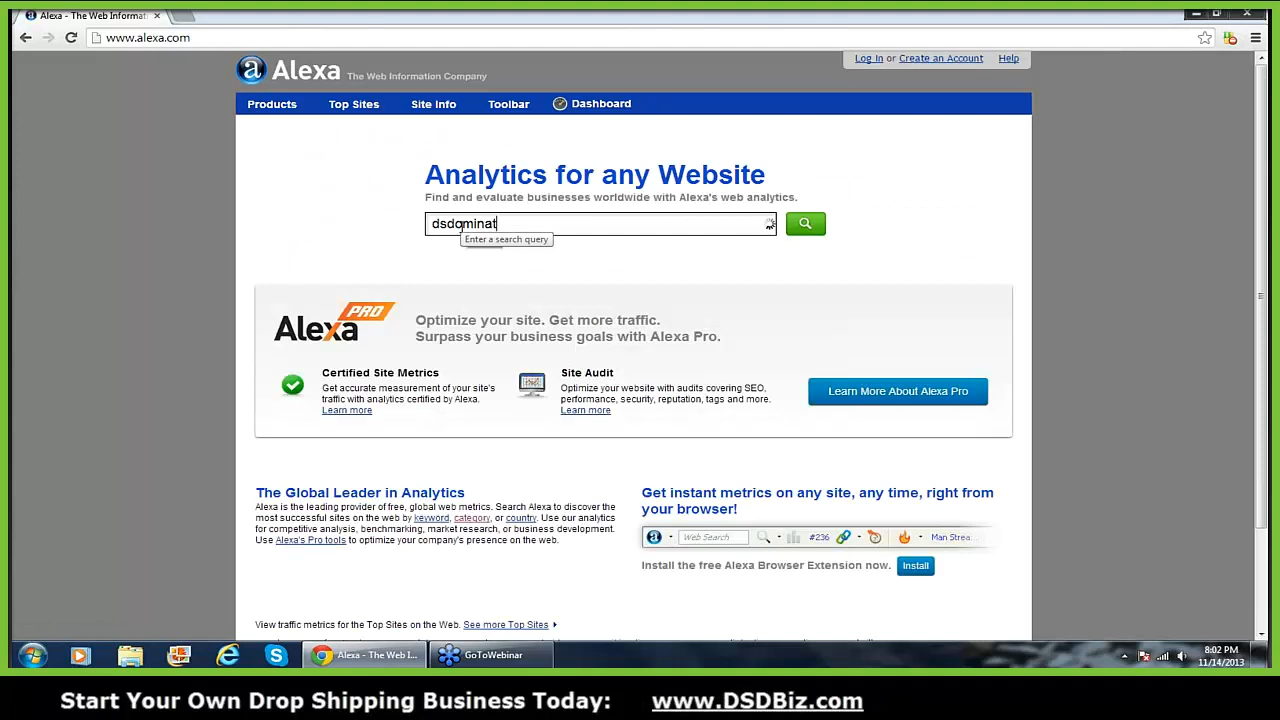 Alexa - The Web Informat
www.alexa.com
Alexa The Web Information Company
Log In or Create an Account Help
Products Top Sites Site Info Toolbar Dashboard
Analytics for any Website
Find and evaluate businesses worldwide with Alexa's web analytics.
dsdominat
Enter a search query
Alexa PRO
Optimize your site. Get more traffic.
Surpass your business goals with Alexa Pro.
Certified Site Metrics
Get accurate measurement of your site's
traffic with analytics certified by Alexa.
Learn more
Site Audit
Optimize your website with audits covering SEO,
performance, security, reputation, tags and more.
Learn more
Learn More About Alexa Pro
The Global Leader in Analytics
Alexa is the leading provider of free, global web metrics. Search Alexa to discover the
most successful sites on the web by keyword, category, or country. Use our analytics
for competitive analysis, benchmarking, market research, or business development.
Use Alexa's Pro tools to optimize your company's presence on the web.
Get instant metrics on any site, any time, right from
your browser!
Web Search #236 Man Strea...
Install the free Alexa Browser Extension now. Install
View traffic metrics for the Top Sites on the Web. See more Top Sites
Alexa - The Web I... GoToWebinar
8:02 PM
11/14/2013
Start Your Own Drop Shipping Business Today: www.DSDBiz.com